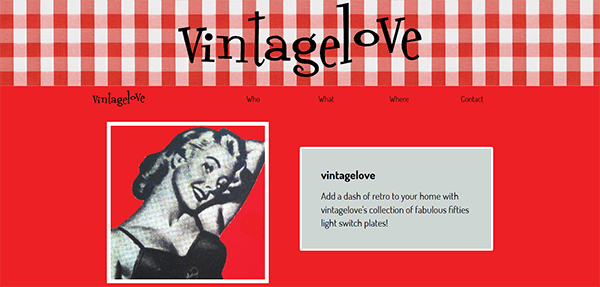 vintagelove
vintagelove
Who
What
Where
Contact
vintagelove
Add a dash of retro to your home with
vintagelove's collection of fabulous fifties
light switch plates!